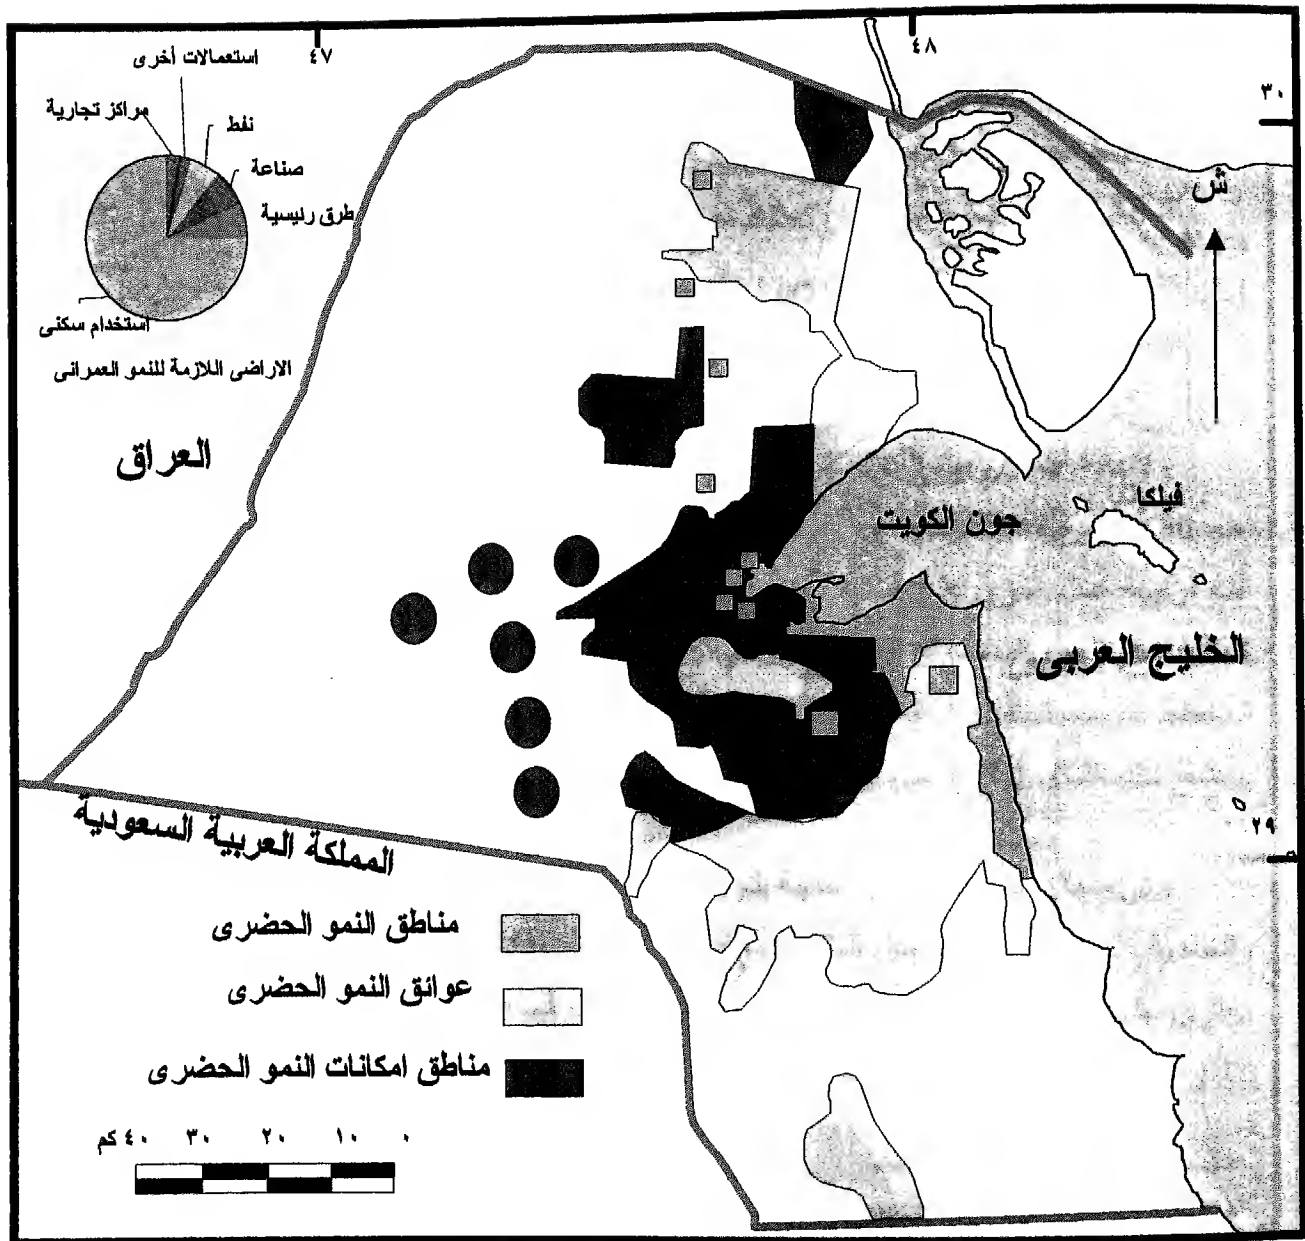 ٤٧
٤٨
٣٠
استعمالات أخرى
مراكز تجارية
نفط
صناعة
طرق رئيسية
استخدام سكنى
الاراضى اللازمة للنمو العمرانى
ش
العراق
فيلكا
جون الكويت
الخليج العربى
٢٩
المملكة العربية السعودية
مناطق النمو الحضرى
عوائق النمو الحضرى
مناطق امكانات النمو الحضرى
٠ ١٠ ٢٠ ٣٠ ٤٠ كم